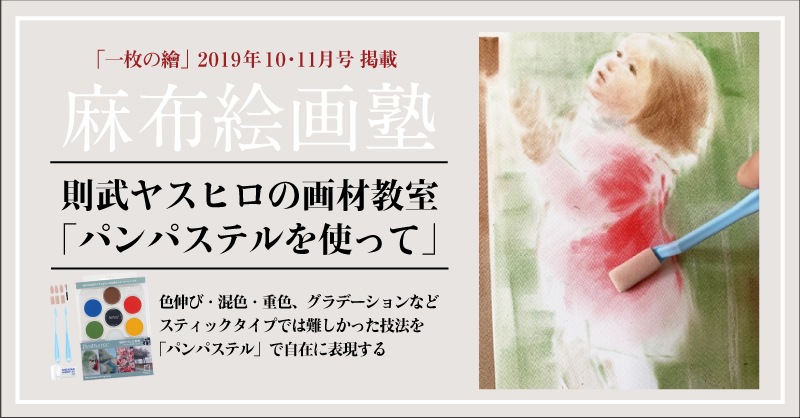 「一枚の繪」2019年10・11月号 掲載
麻布絵画塾
則武ヤスヒロの画材教室
「パンパステルを使って」
色伸び・混色・重色、グラデーションなど
スティックタイプでは難しかった技法を
「パンパステル」で自在に表現する